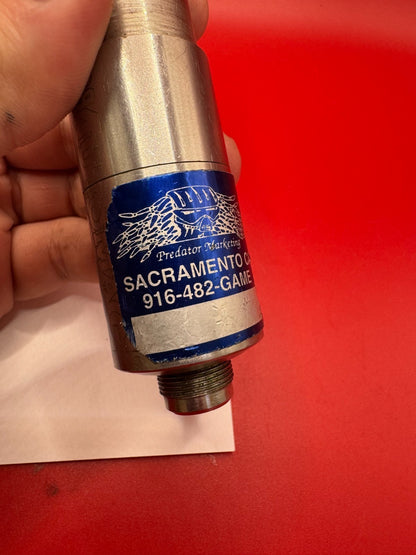 Predator Marketing
SACRAMENTO C
916-482-GAME